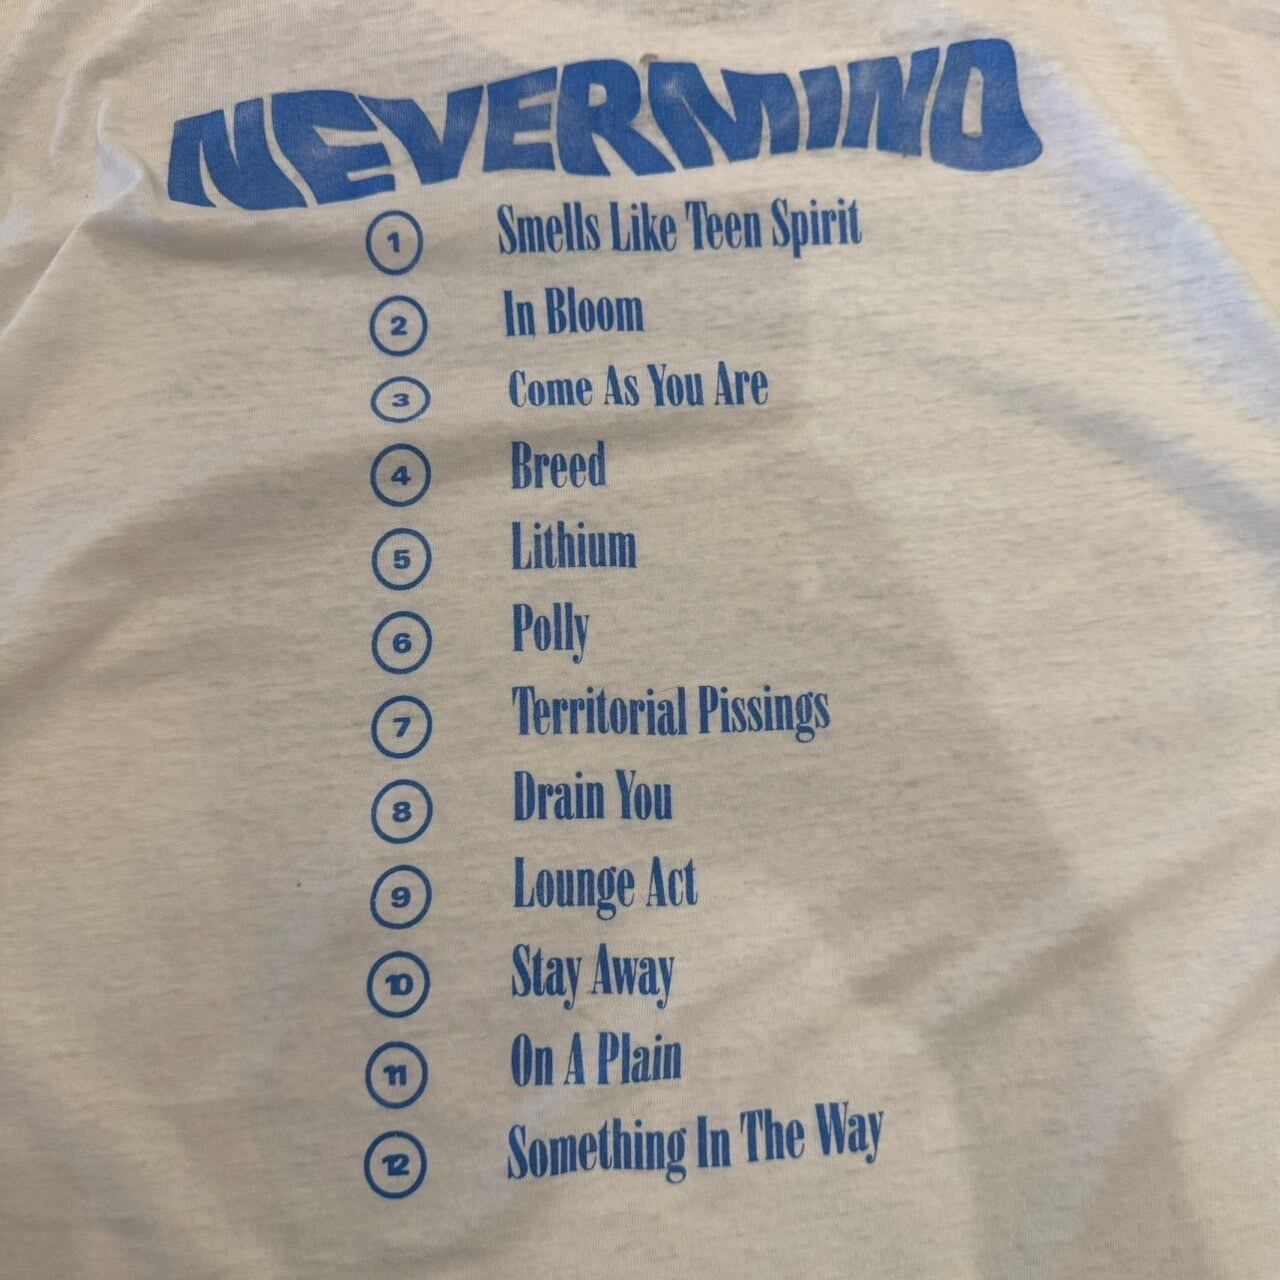 NEVERMIND
1 Smells Like Teen Spirit
2 In Bloom
3 Come As You Are
4 Breed
5 Lithium
6 Polly
7 Territorial Pissings
8 Drain You
9 Lounge Act
10 Stay Away
11 On A Plain
12 Something In The Way